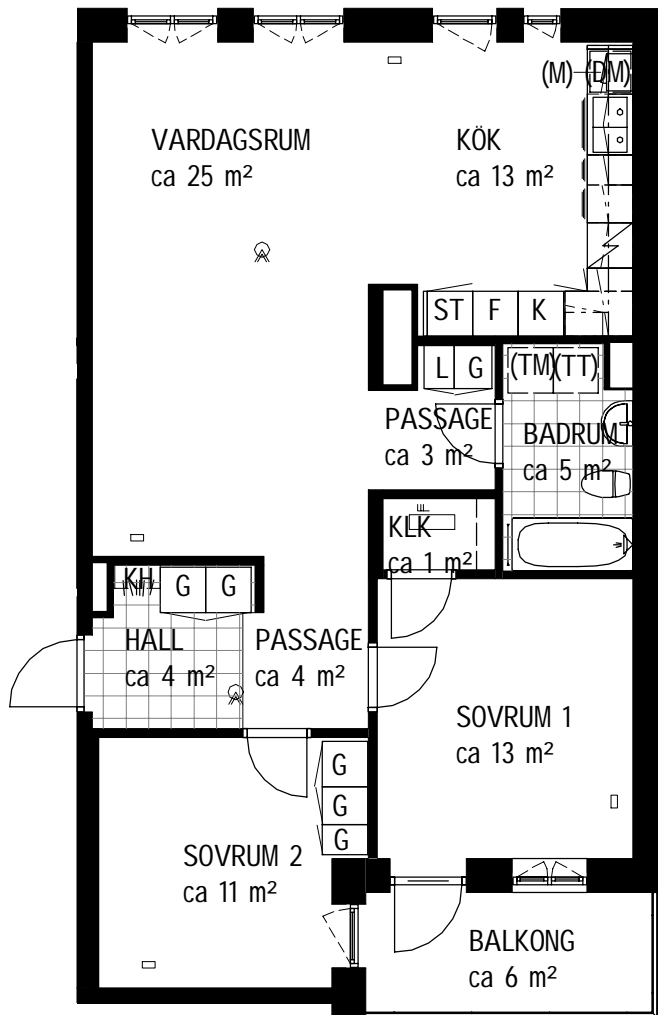 (M) (DM)
VARDAGSRUM
ca 25 m²
KÖK
ca 13 m²
ST F K
L G
(TM) (TT)
PASSAGE
ca 3 m²
BADRUM
ca 5 m²
KLK
ca 1 m²
KH
G G
HALL
ca 4 m²
PASSAGE
ca 4 m²
SOVRUM 1
ca 13 m²
G
G
G
SOVRUM 2
ca 11 m²
BALKONG
ca 6 m²